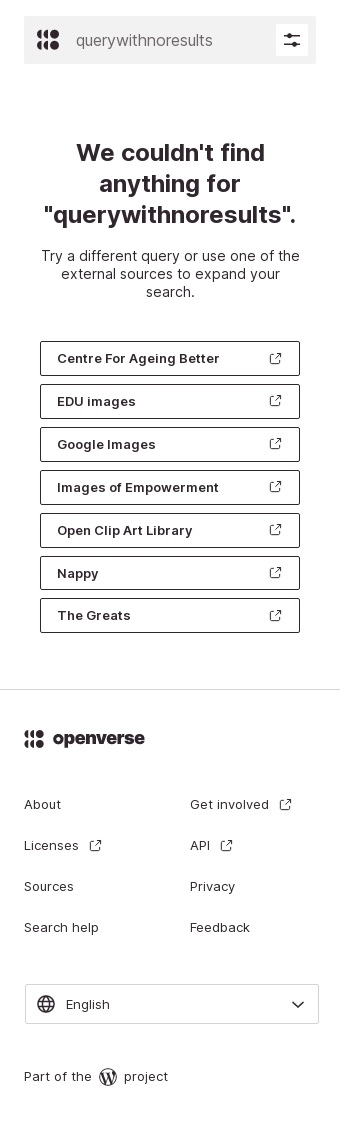 querywithnoresults
We couldn't find
anything for
"querywithnoresults".
Try a different query or use one of the
external sources to expand your
search.
Centre For Ageing Better
EDU images
Google Images
Images of Empowerment
Open Clip Art Library
Nappy
The Greats
openverse
About
Get involved
Licenses
API
Sources
Privacy
Search help
Feedback
English
Part of the project